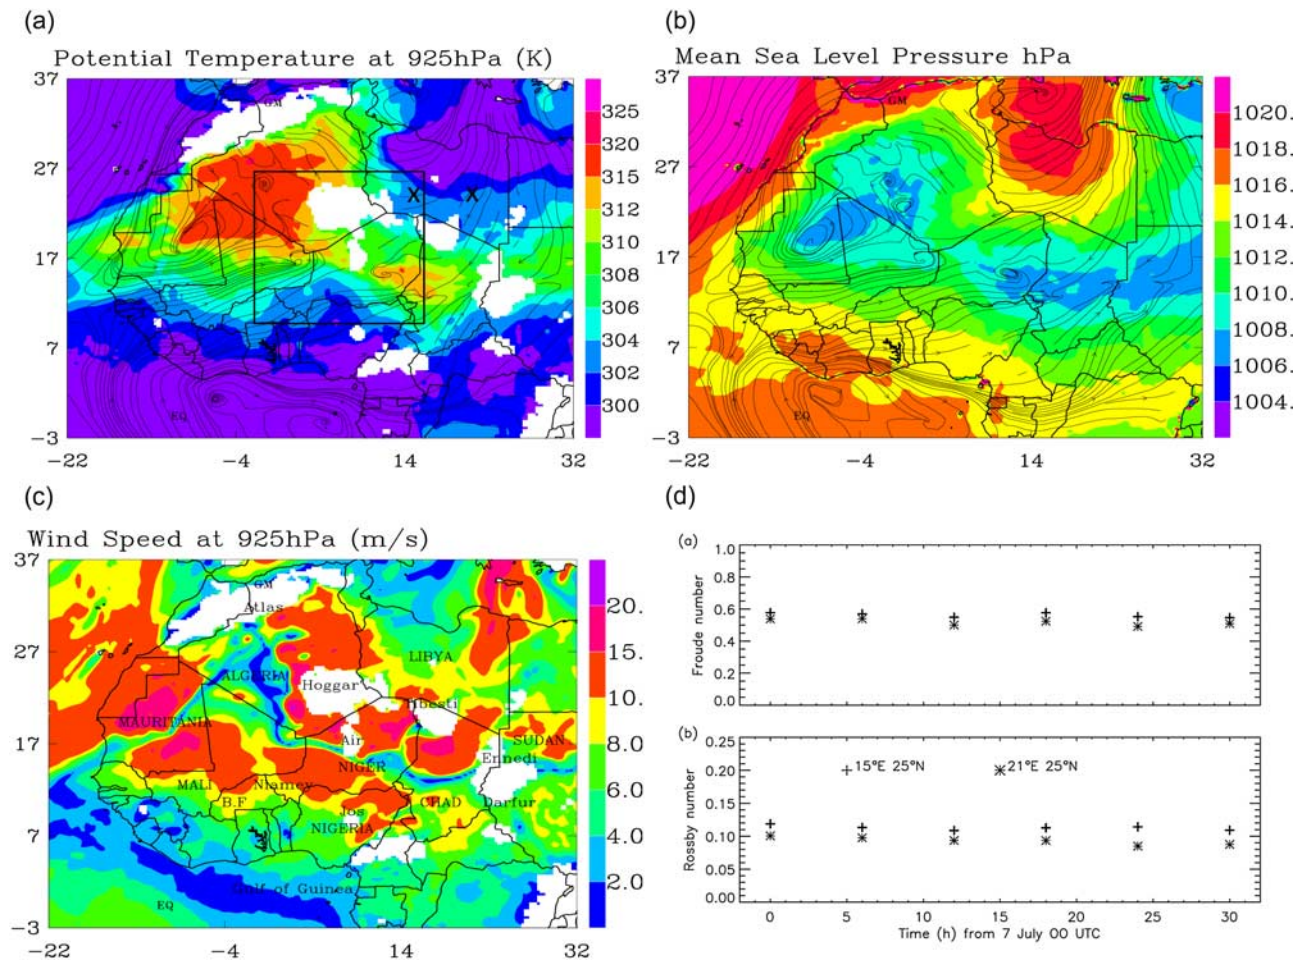 (a)
Potential Temperature at 925hPa (K)
37
27
17
7
−3
−22
−4
14
32
GM
X
X
EQ
325
320
315
312
310
308
306
304
302
300
(b)
Mean Sea Level Pressure hPa
37
27
17
7
−3
−22
−4
14
32
GM
EQ
1020.
1018.
1016.
1014.
1012.
1010.
1008.
1006.
1004.
(c)
Wind Speed at 925hPa (m/s)
37
27
17
7
−3
−22
−4
14
32
GM
Atlas
LIBYA
ALGERIA
Hoggar
Tibesti
MAURITANIA
Air
SUDAN
Ennedi
NIGER
MALI
Niamey
B.F
CHAD
Darfur
Jos
NIGERIA
Gulf of Guinea
EQ
20.
15.
10.
8.0
6.0
4.0
2.0
(d)
(a)
1.0
0.8
0.6
0.4
0.2
0.0
Froude number
(b)
0.25
0.20
0.15
0.10
0.05
0.00
Rossby number
+ 15°E 25°N
✳ 21°E 25°N
0
5
10
15
20
25
30
Time (h) from 7 July 00 UTC